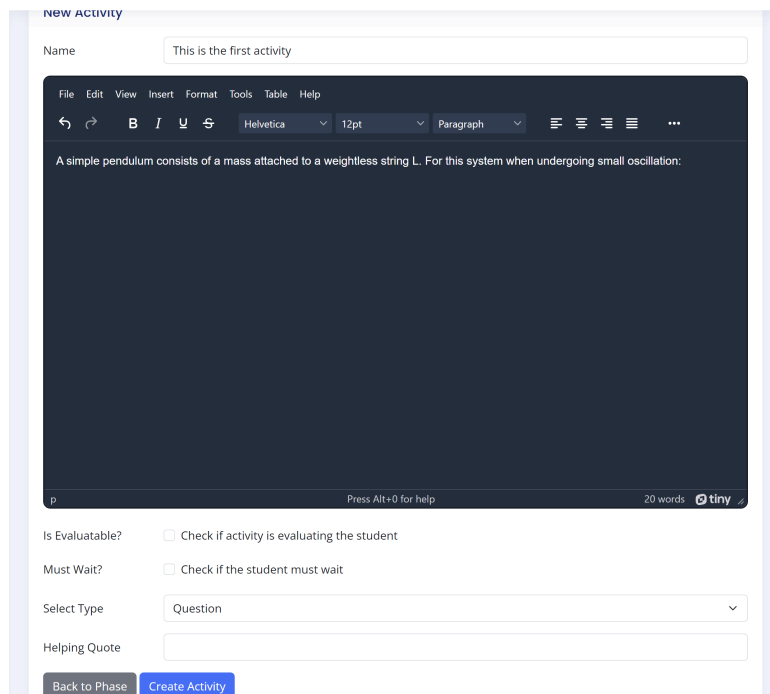 New Activity
Name
This is the first activity
File Edit View Insert Format Tools Table Help
B I U S Helvetica 12pt Paragraph
A simple pendulum consists of a mass attached to a weightless string L. For this system when undergoing small oscillation:
p Press Alt+0 for help 20 words tiny
Is Evaluatable? Check if activity is evaluating the student
Must Wait? Check if the student must wait
Select Type Question
Helping Quote
Back to Phase Create Activity